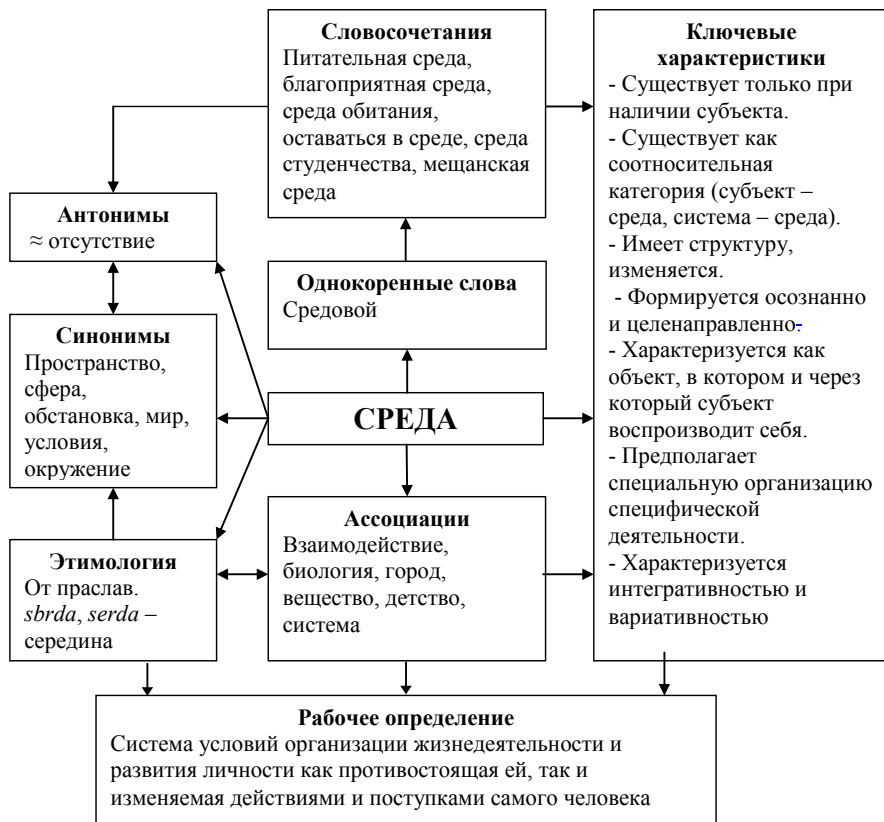 Словосочетания
Питательная среда,
благоприятная среда,
среда обитания,
оставаться в среде, среда
студенчества, мещанская
среда
Ключевые
характеристики
- Существует только при
наличии субъекта.
- Существует как
соотносительная
категория (субъект –
среда, система – среда).
- Имеет структуру,
изменяется.
- Формируется осознанно
и целенаправленно-
- Характеризуется как
объект, в котором и через
который субъект
воспроизводит себя.
- Предполагает
специальную организацию
специфической
деятельности.
- Характеризуется
интегративностью и
вариативностью
Антонимы
≈ отсутствие
Однокоренные слова
Средовой
Синонимы
Пространство,
сфера,
обстановка, мир,
условия,
окружение
СРЕДА
Этимология
От праслав.
sbrda, serda –
середина
Ассоциации
Взаимодействие,
биология, город,
вещество, детство,
система
Рабочее определение
Система условий организации жизнедеятельности и
развития личности как противостоящая ей, так и
изменяемая действиями и поступками самого человека